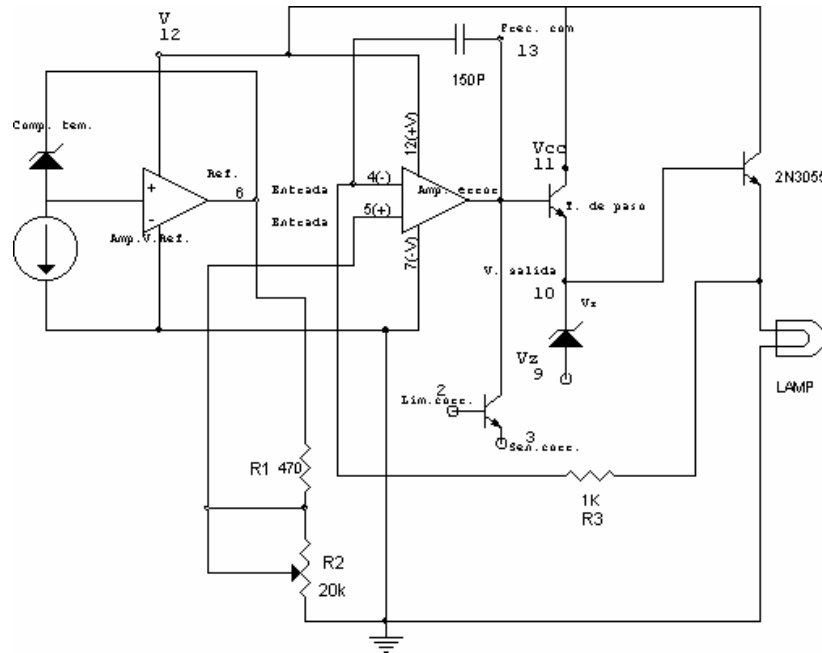 V
12
Frec. com
13
150P
Comp. tem.
12(+V)
Vcc
11
Ref.
6
Entrada
4(-)
Amp. error
2N3055
+
-
Entrada
5(+)
T. de paso
Amp.V.Ref.
7(-V)
V. salida
10
Vz
Vz
9
LAMP
2
Lim.corr.
3
Sen.corr.
R1 470
1K
R3
R2
20k